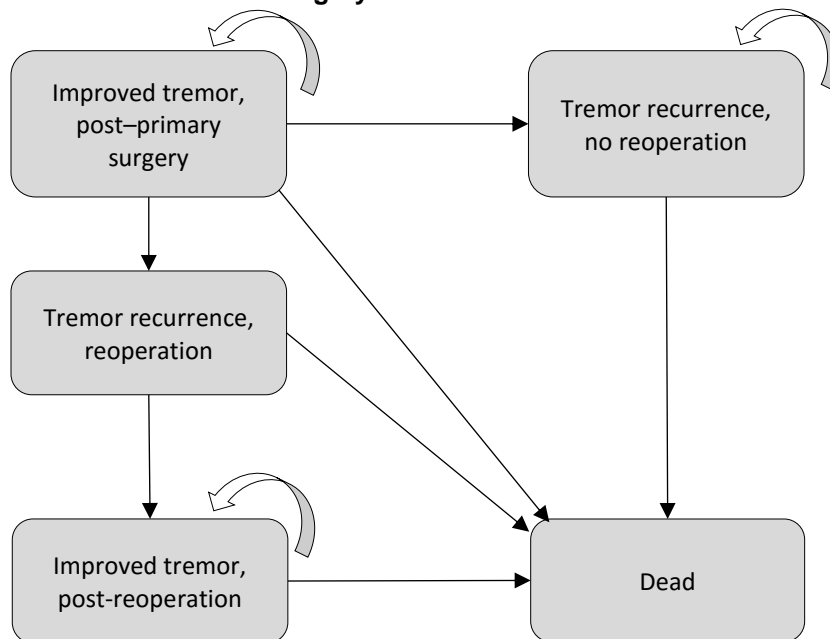 Improved tremor,
post–primary
surgery
Tremor recurrence,
no reoperation
Tremor recurrence,
reoperation
Improved tremor,
post-reoperation
Dead